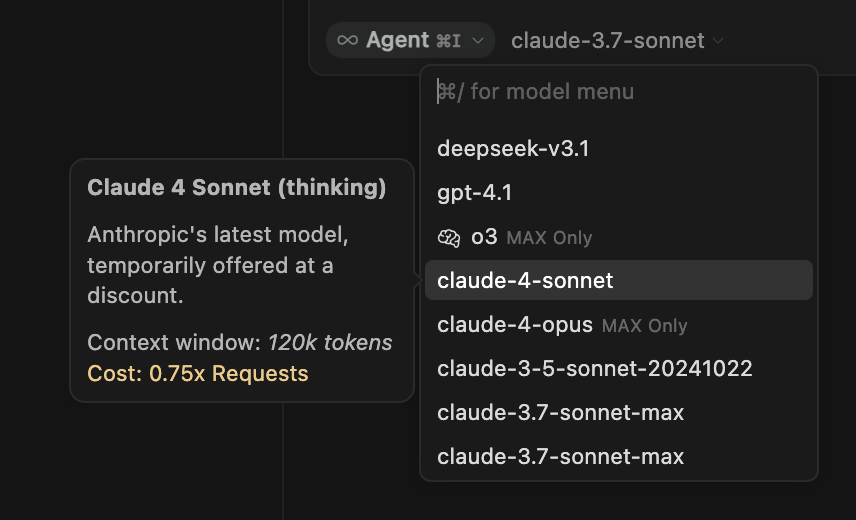 Agent ⌘I claude-3.7-sonnet
⌘/ for model menu
deepseek-v3.1
gpt-4.1
o3 MAX Only
claude-4-sonnet
claude-4-opus MAX Only
claude-3-5-sonnet-20241022
claude-3.7-sonnet-max
claude-3.7-sonnet-max
Claude 4 Sonnet (thinking)
Anthropic's latest model,
temporarily offered at a
discount.
Context window: 120k tokens
Cost: 0.75x Requests